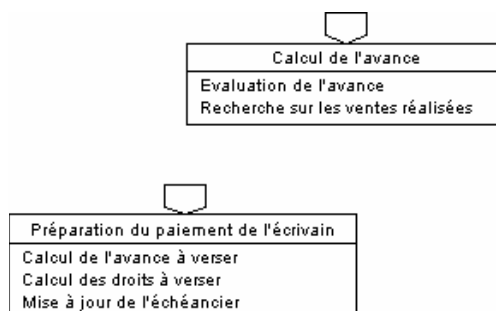 Calcul de l'avance
Evaluation de l'avance
Recherche sur les ventes réalisées
Préparation du paiement de l'écrivain
Calcul de l'avance à verser
Calcul des droits à verser
Mise à jour de l'échéancier